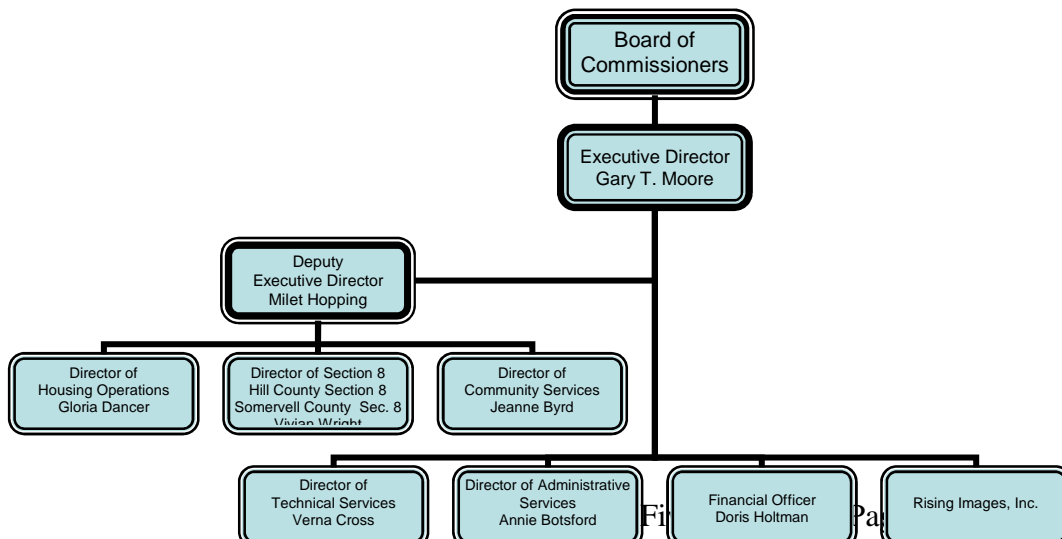 Board of
Commissioners
Executive Director
Gary T. Moore
Deputy
Executive Director
Milet Hopping
Director of
Housing Operations
Gloria Dancer
Director of Section 8
Hill County Section 8
Somervell County Sec. 8
Vivian Wright
Director of
Community Services
Jeanne Byrd
Director of
Technical Services
Verna Cross
Director of Administrative
Services
Annie Botsford
Financial Officer
Doris Holtman
Rising Images, Inc.